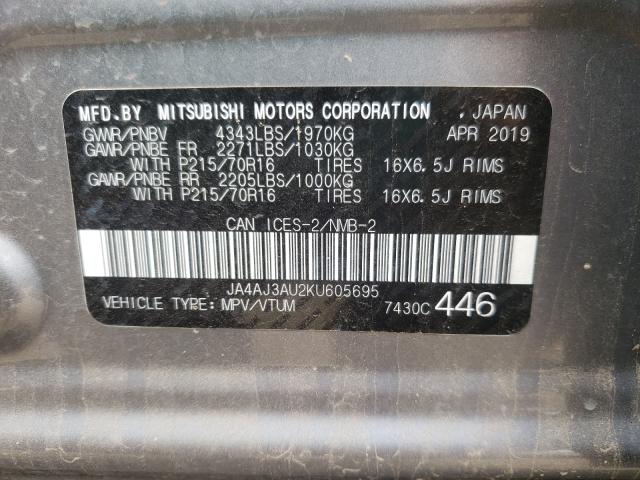 MFD.BY MITSUBISHI MOTORS CORPORATION , JAPAN
GVWR/PNBV 4343LBS/1970KG APR 2019
GAWR/PNBE FR 2271LBS/1030KG
WITH P215/70R16 TIRES 16X6.5J RIMS
GAWR/PNBE RR 2205LBS/1000KG
WITH P215/70R16 TIRES 16X6.5J RIMS
CAN ICES-2/NMB-2
JA4AJ3AU2KU605695
VEHICLE TYPE: MPV/VTUM 7430C 446